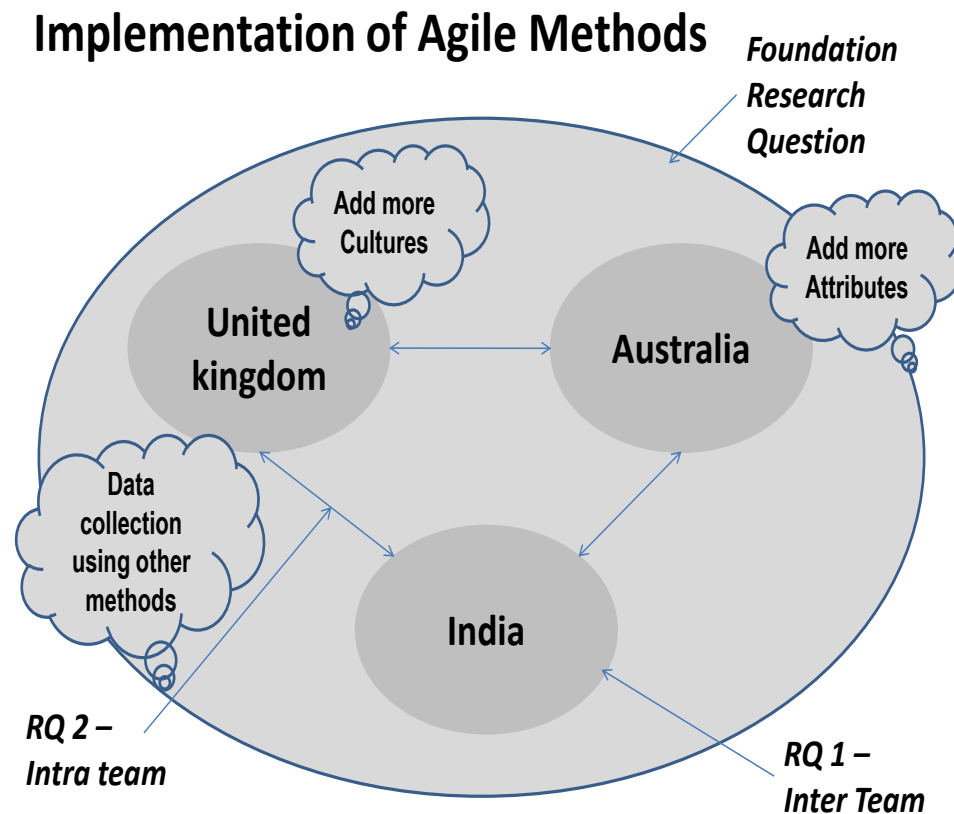 Implementation of Agile Methods
Foundation
Research
Question
Add more
Cultures
Add more
Attributes
United
kingdom
Australia
Data
collection
using other
methods
India
RQ 2 –
Intra team
RQ 1 –
Inter Team